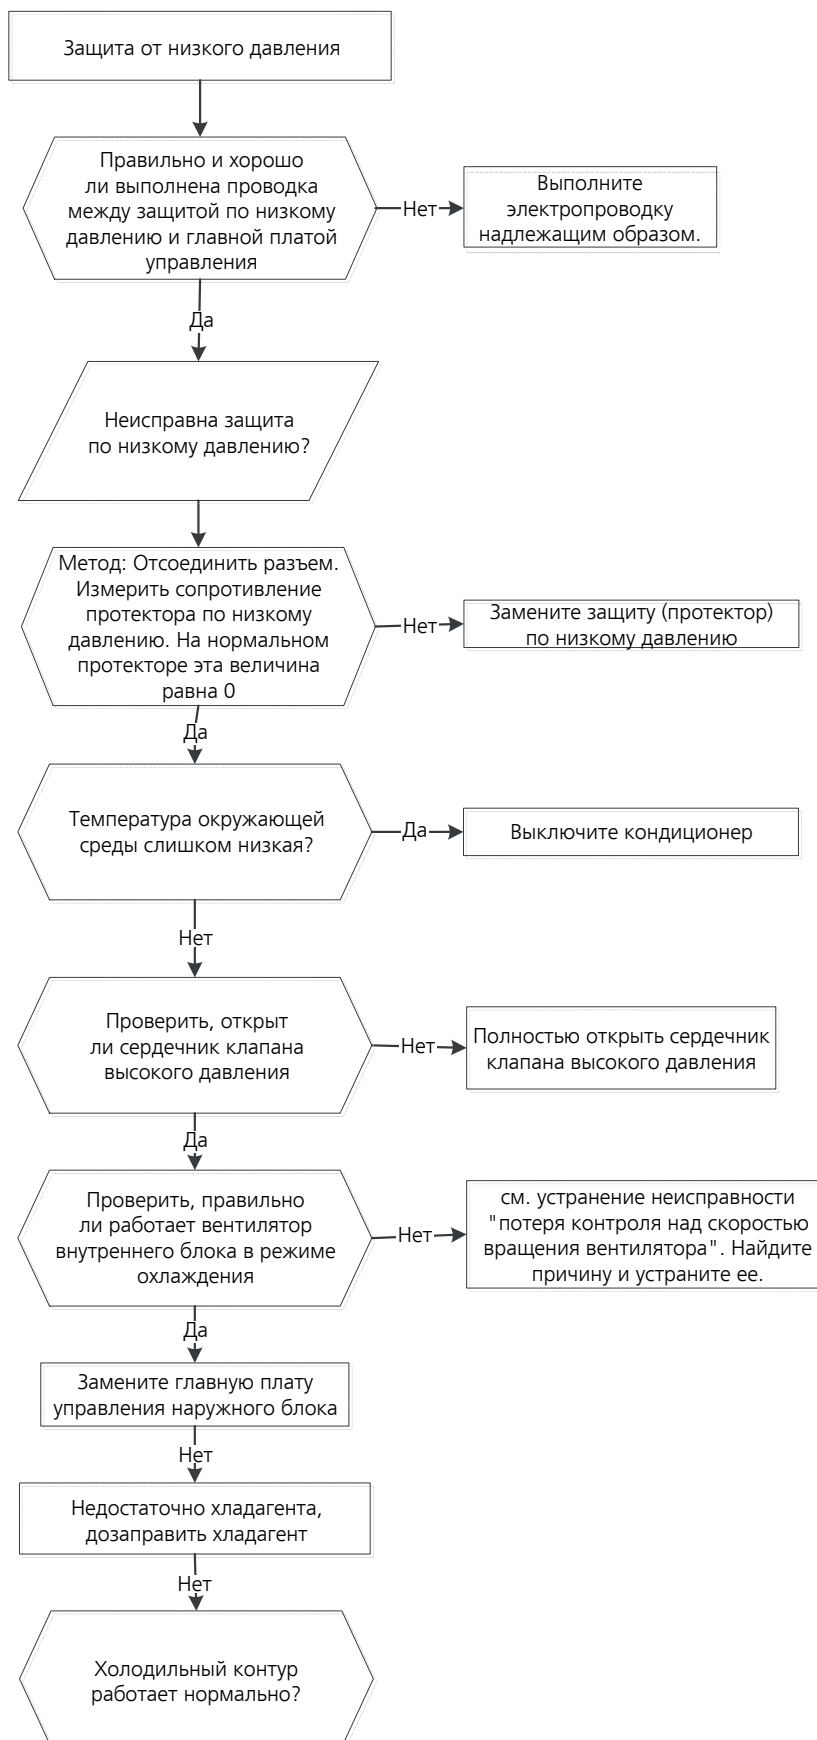 Защита от низкого давления
Правильно и хорошо
ли выполнена проводка
между защитой по низкому
давлению и главной платой
управления
Нет
Выполните
электропроводку
надлежащим образом.
Да
Неисправна защита
по низкому давлению?
Метод: Отсоединить разъем.
Измерить сопротивление
протектора по низкому
давлению. На нормальном
протекторе эта величина
равна 0
Нет
Замените защиту (протектор)
по низкому давлению
Да
Температура окружающей
среды слишком низкая?
Да
Выключите кондиционер
Нет
Проверить, открыт
ли сердечник клапана
высокого давления
Нет
Полностью открыть сердечник
клапана высокого давления
Да
Проверить, правильно
ли работает вентилятор
внутреннего блока в режиме
охлаждения
Нет
см. устранение неисправности
"потеря контроля над скоростью
вращения вентилятора". Найдите
причину и устраните ее.
Да
Замените главную плату
управления наружного блока
Нет
Недостаточно хладагента,
дозаправить хладагент
Нет
Холодильный контур
работает нормально?